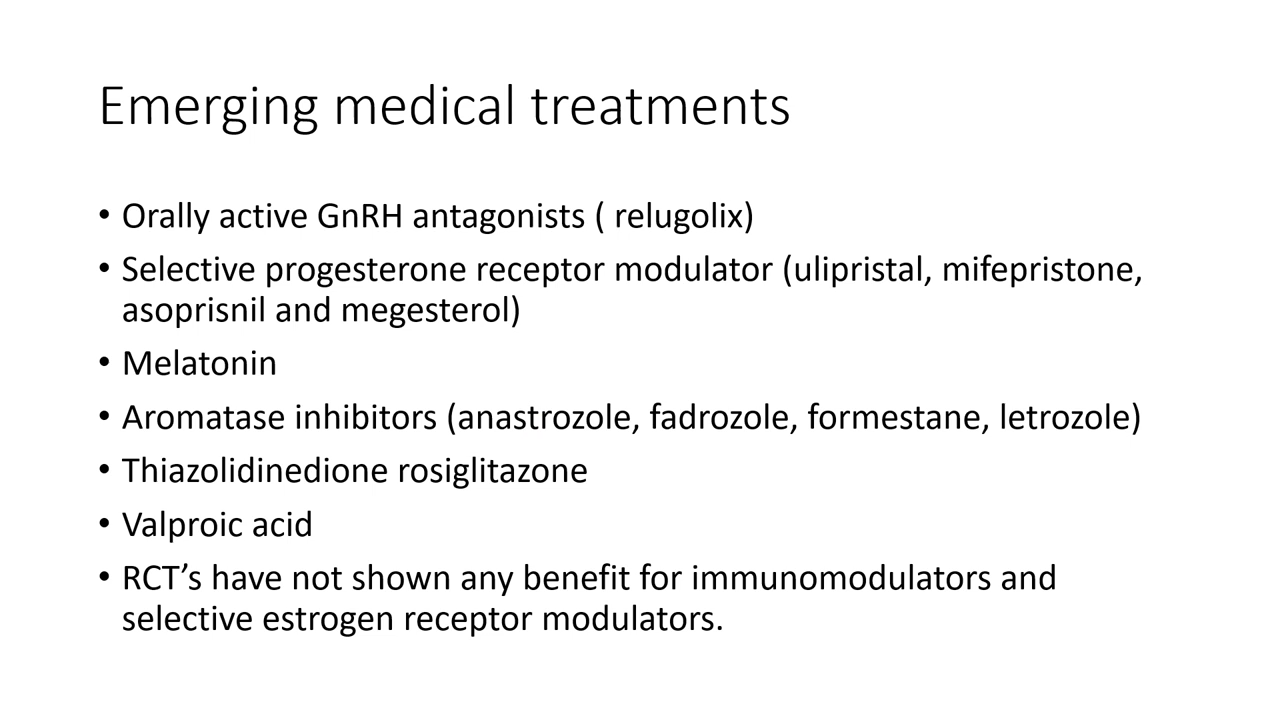 Emerging medical treatments
• Orally active GnRH antagonists ( relugolix)
• Selective progesterone receptor modulator (ulipristal, mifepristone,
asoprisnil and megesterol)
• Melatonin
• Aromatase inhibitors (anastrozole, fadrozole, formestane, letrozole)
• Thiazolidinedione rosiglitazone
• Valproic acid
• RCT’s have not shown any benefit for immunomodulators and
selective estrogen receptor modulators.